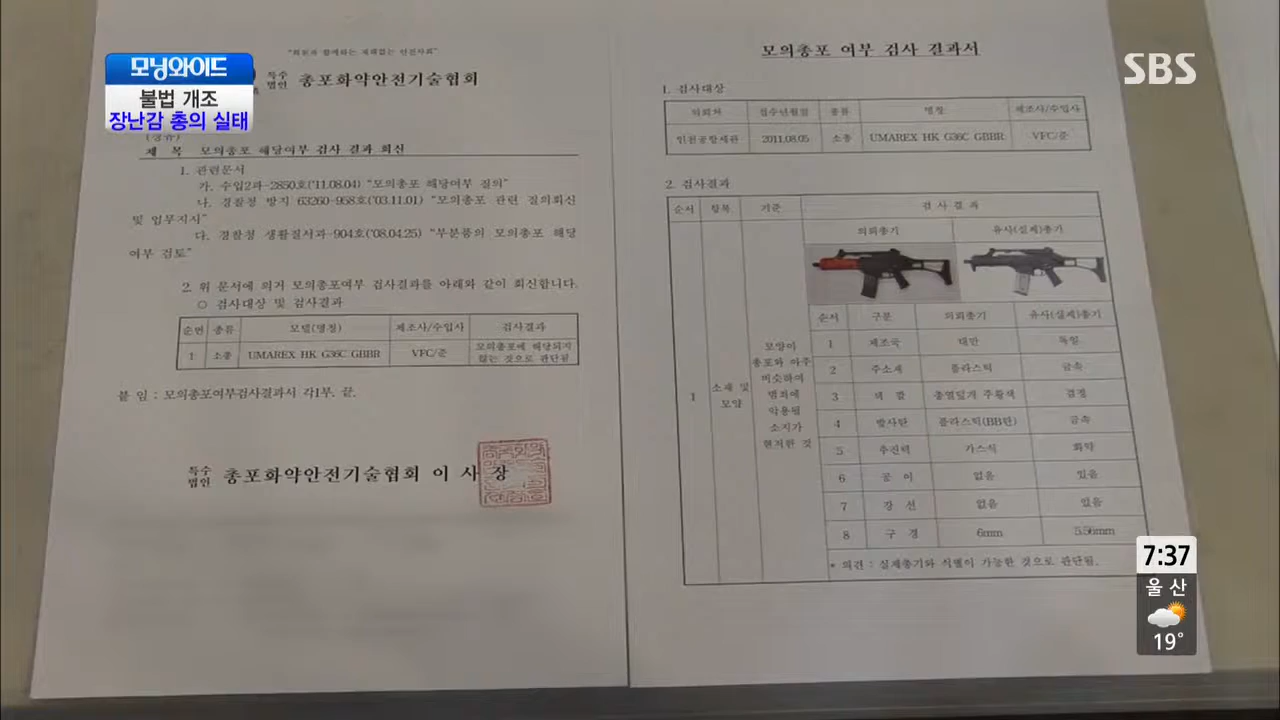 모닝와이드
불법 개조
장난감 총의 실태
SBS
특수법인 총포화약안전기술협회
제 목 모의총포 해당여부 검사 결과 회신
1. 관련문서
가. 수입2과-2850호('11.08.04) "모의총포 해당여부 질의"
나. 경찰청 방지 63260-958호('03.11.01) "모의총포 관련 질의회신
및 업무지시"
다. 경찰청 생활질서과-904호('08.04.25) "부분품의 모의총포 해당
여부 검토"
2. 위 문서에 의거 모의총포여부 검사결과를 아래와 같이 회신합니다.
○ 검사대상 및 검사결과
순번 종류 모델(명칭) 제조사/수입사 검사결과
1 소총 UMAREX HK G36C GBBR VFC/준 모의총포에 해당되지
않는 것으로 판단됨
붙 임 : 모의총포여부검사결과서 각1부. 끝.
특수법인 총포화약안전기술협회 이 사 장
모의총포 여부 검사 결과서
1. 검사대상
의뢰처 접수년월일 종류 명칭 제조사/수입사
인천공항세관 2011.08.05 소총 UMAREX HK G36C GBBR VFC/준
2. 검사결과
순서 항목 기준 검 사 결 과
의뢰총기 유사(실제)총기
순서 구분 의뢰총기 유사(실제)총기
1 소재 및
모양
모양이
총포와 아주
비슷하여
범죄에
악용될
소지가
현저한 것
1 제조국 대만 독일
2 주소재 플라스틱 금속
3 색 깔 총열덮개 주황색 검정
4 발사탄 플라스틱(BB탄) 금속
5 추진력 가스식 화약
6 공 이 없음 있음
7 강 선 없음 있음
8 구 경 6mm 5.56mm
* 의견 : 실제총기와 식별이 가능한 것으로 판단됨.
7:37
울산
19°